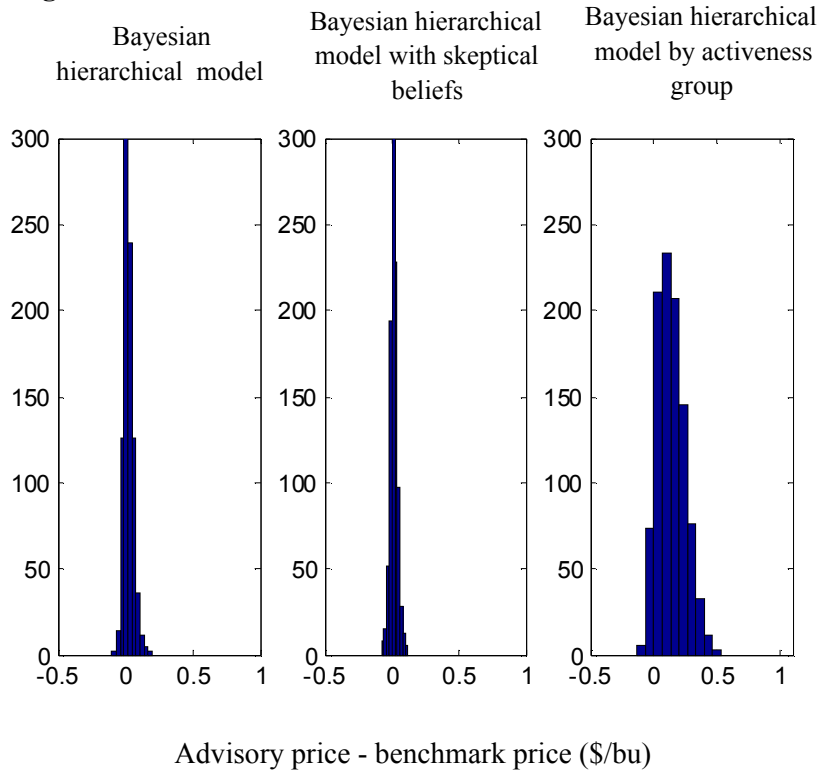 Bayesian
hierarchical model
Bayesian hierarchical
model with skeptical
beliefs
Bayesian hierarchical
model by activeness
group
300
250
200
150
100
50
0
-0.5 0 0.5 1
300
250
200
150
100
50
0
-0.5 0 0.5 1
300
250
200
150
100
50
0
-0.5 0 0.5 1
Advisory price - benchmark price ($/bu)